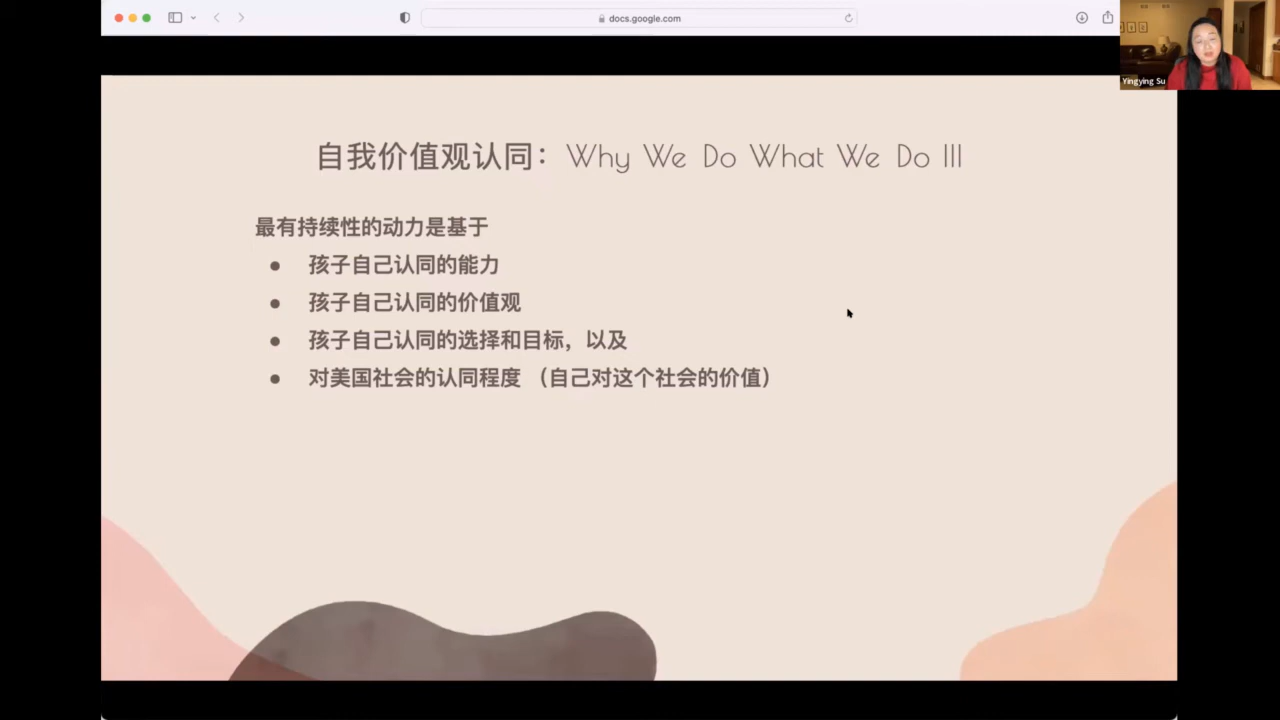 docs.google.com
Yingying Su
自我价值观认同：Why We Do What We Do III
最有持续性的动力是基于
● 孩子自己认同的能力
● 孩子自己认同的价值观
● 孩子自己认同的选择和目标，以及
● 对美国社会的认同程度 （自己对这个社会的价值）